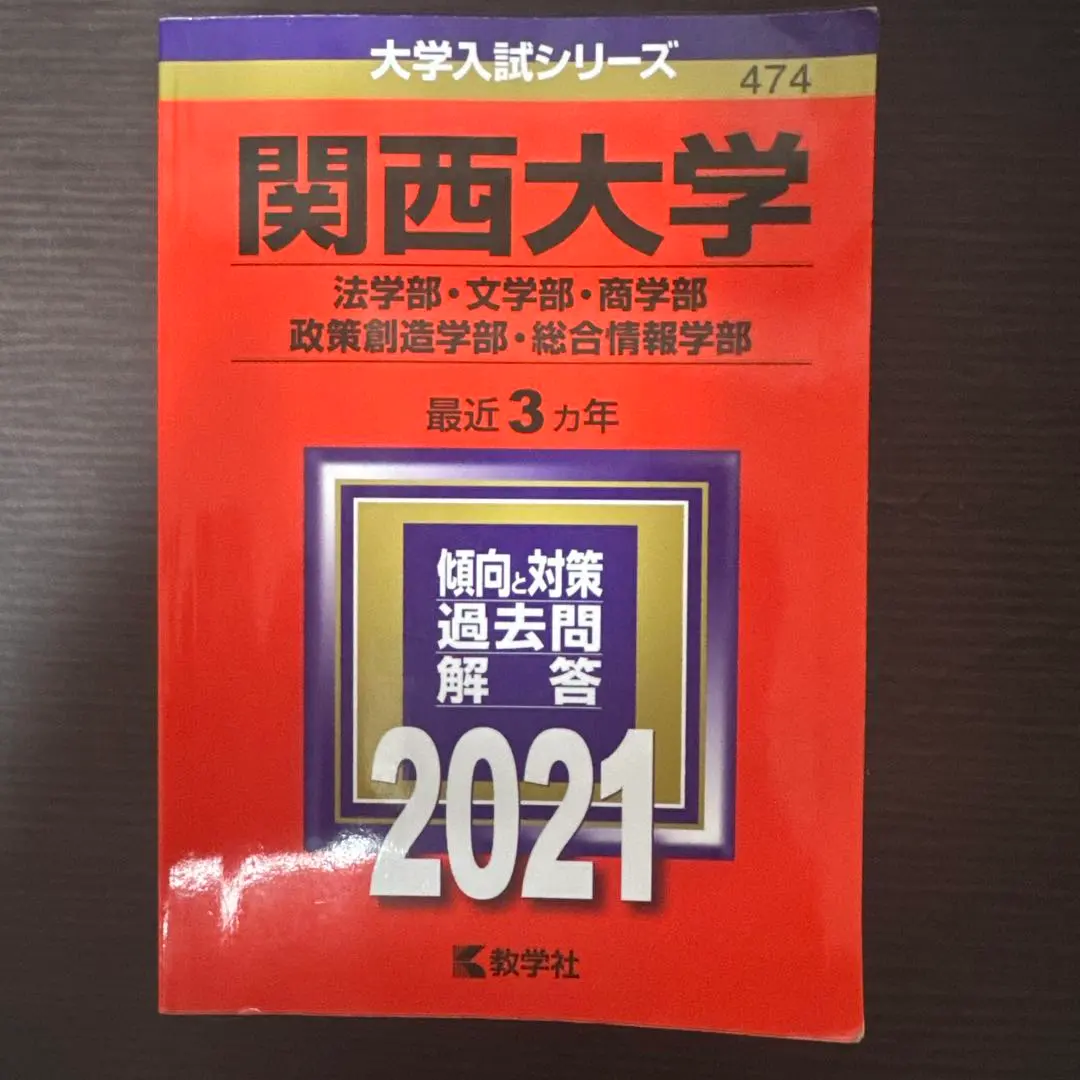 大学入試シリーズ
474
関西大学
法学部・文学部・商学部
政策創造学部・総合情報学部
最近3カ年
傾向と対策
過去問
解答
2021
教学社